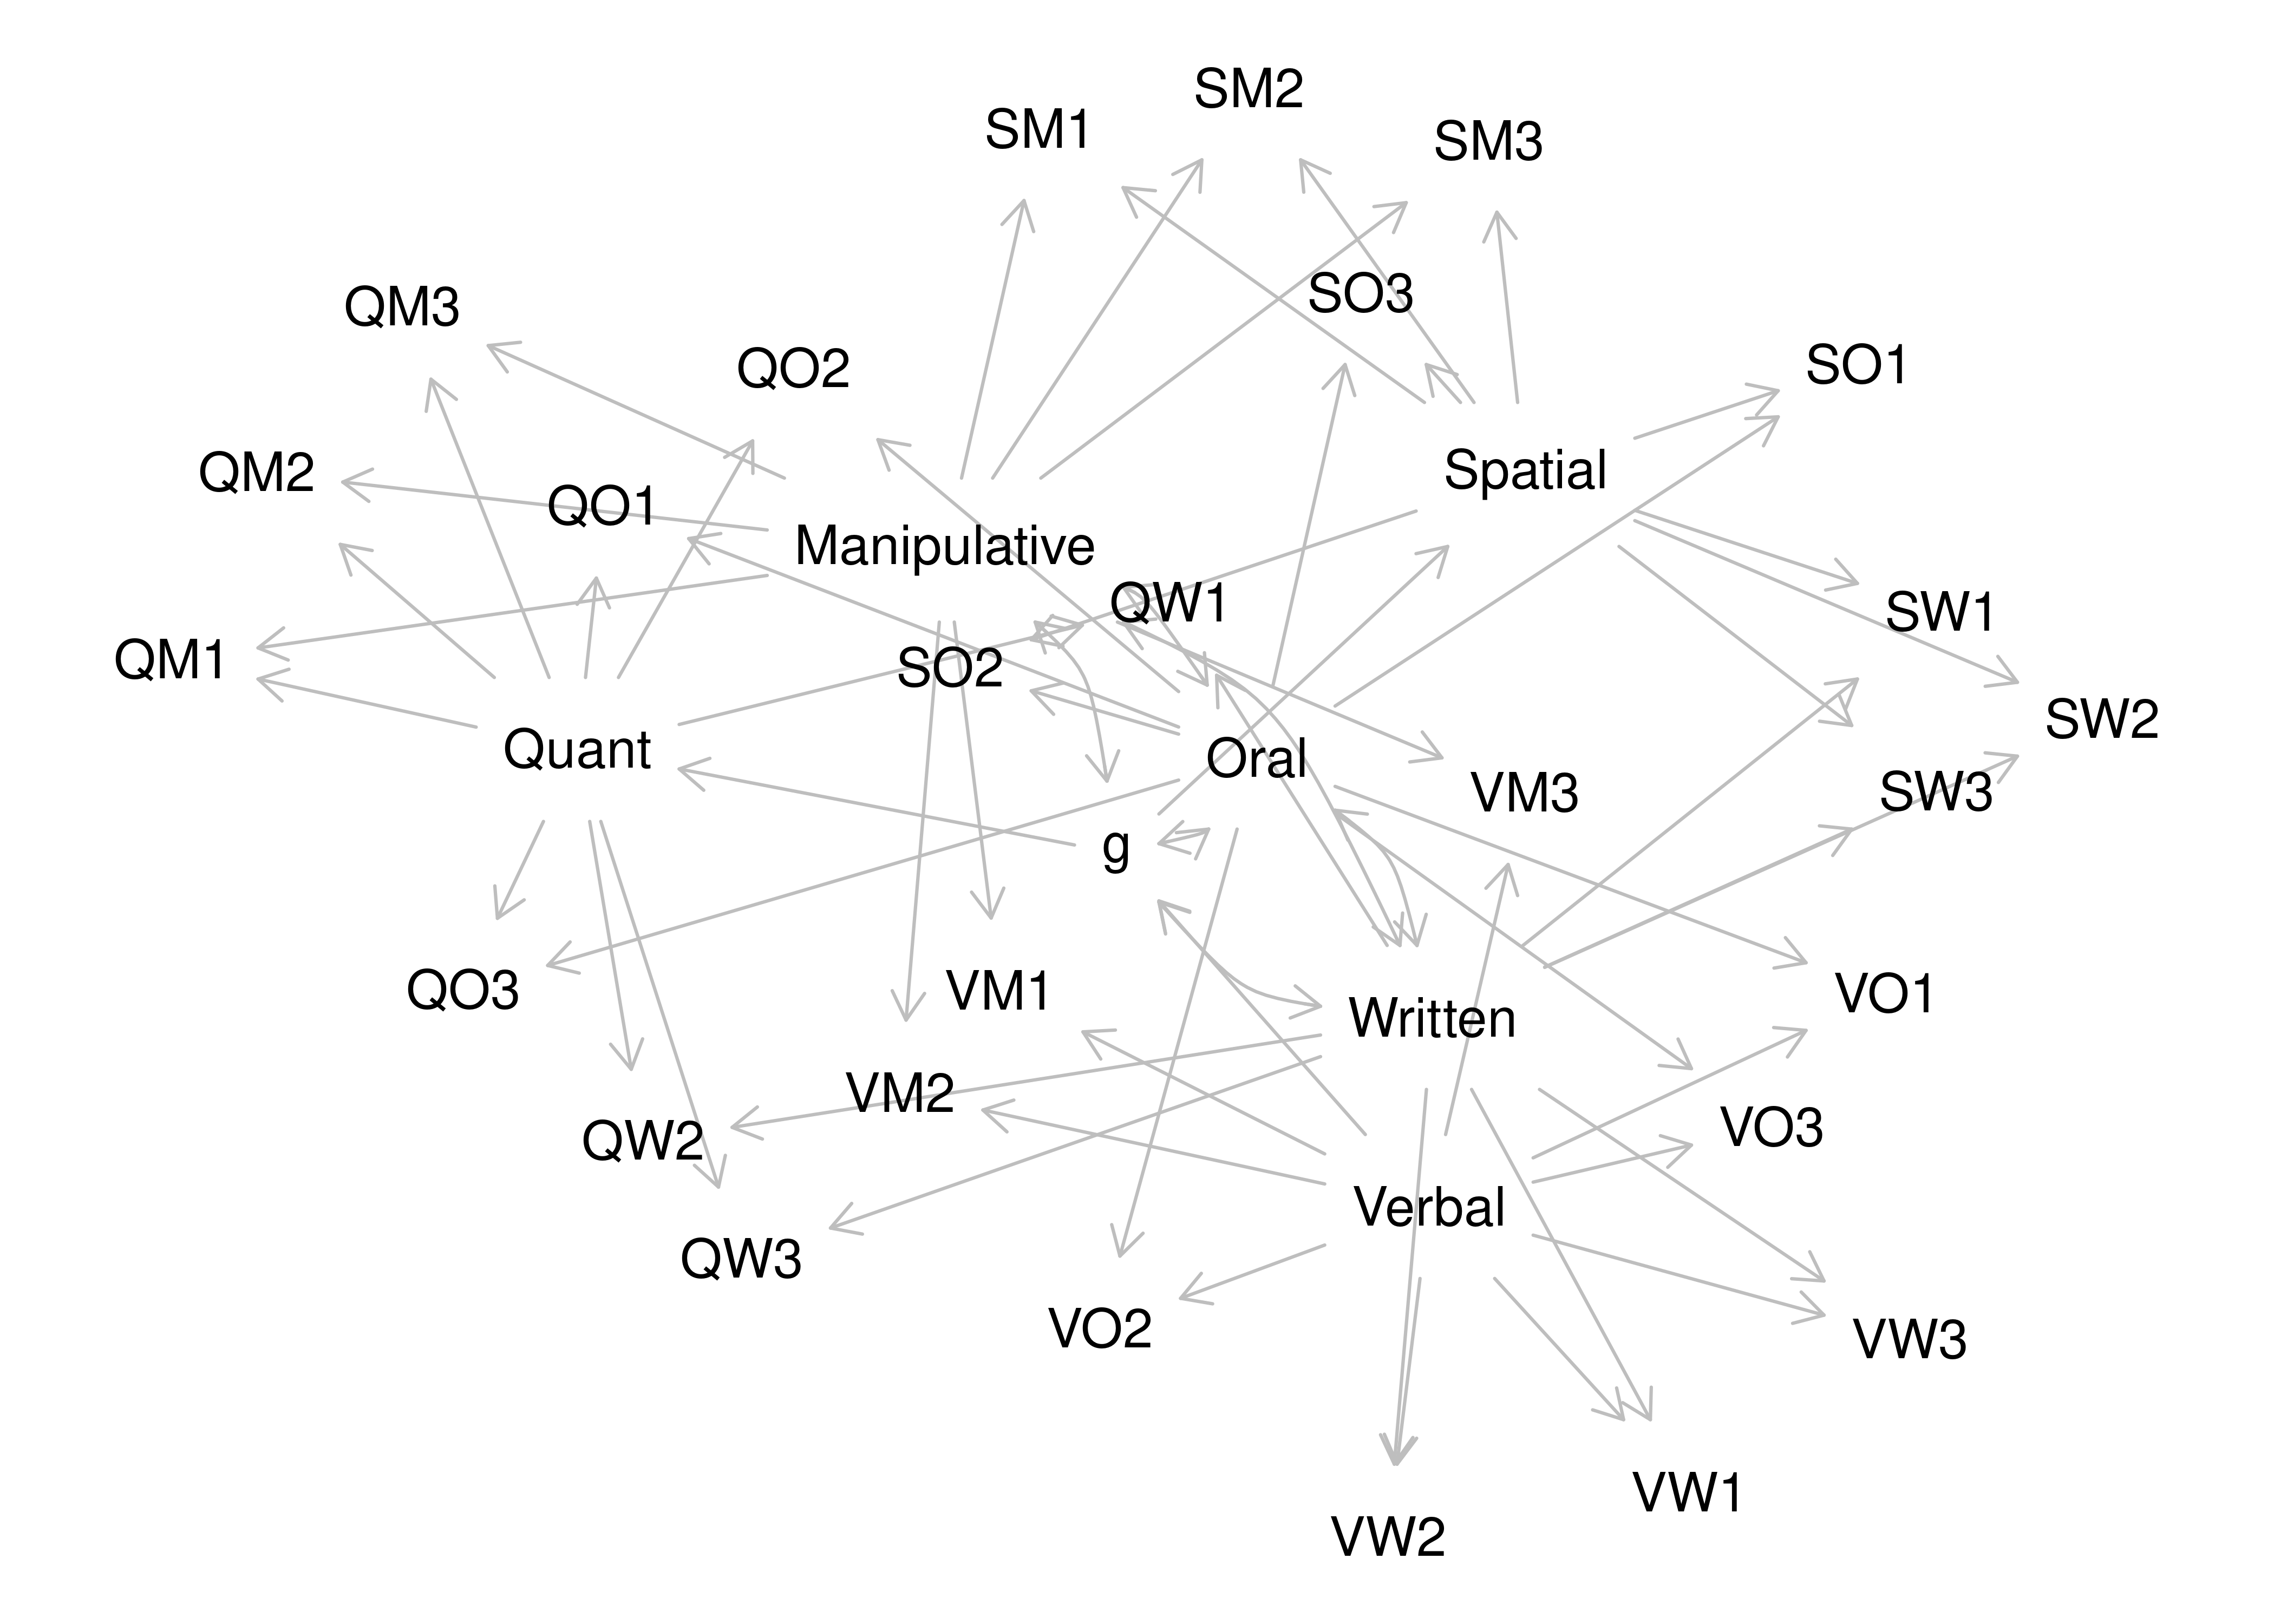 SM2
SM1
SM3
SO3
QM3
QO2
SO1
QM2
Spatial
QO1
Manipulative
QW1
SW1
QM1
SO2
SW2
Quant
Oral
VM3
SW3
g
QO3
VM1
VO1
Written
VM2
VO3
QW2
Verbal
QW3
VO2
VW3
VW1
VW2